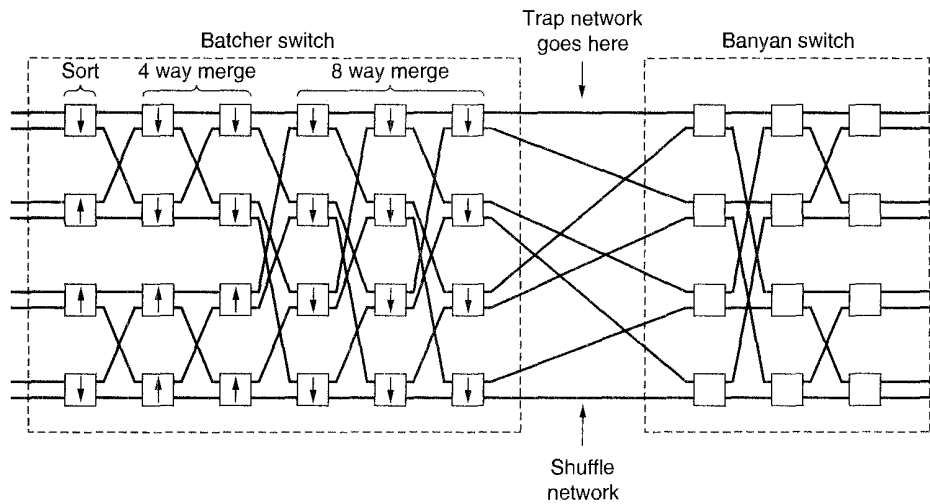 Trap network
goes here
Batcher switch
Banyan switch
Sort
4 way merge
8 way merge
Shuffle
network